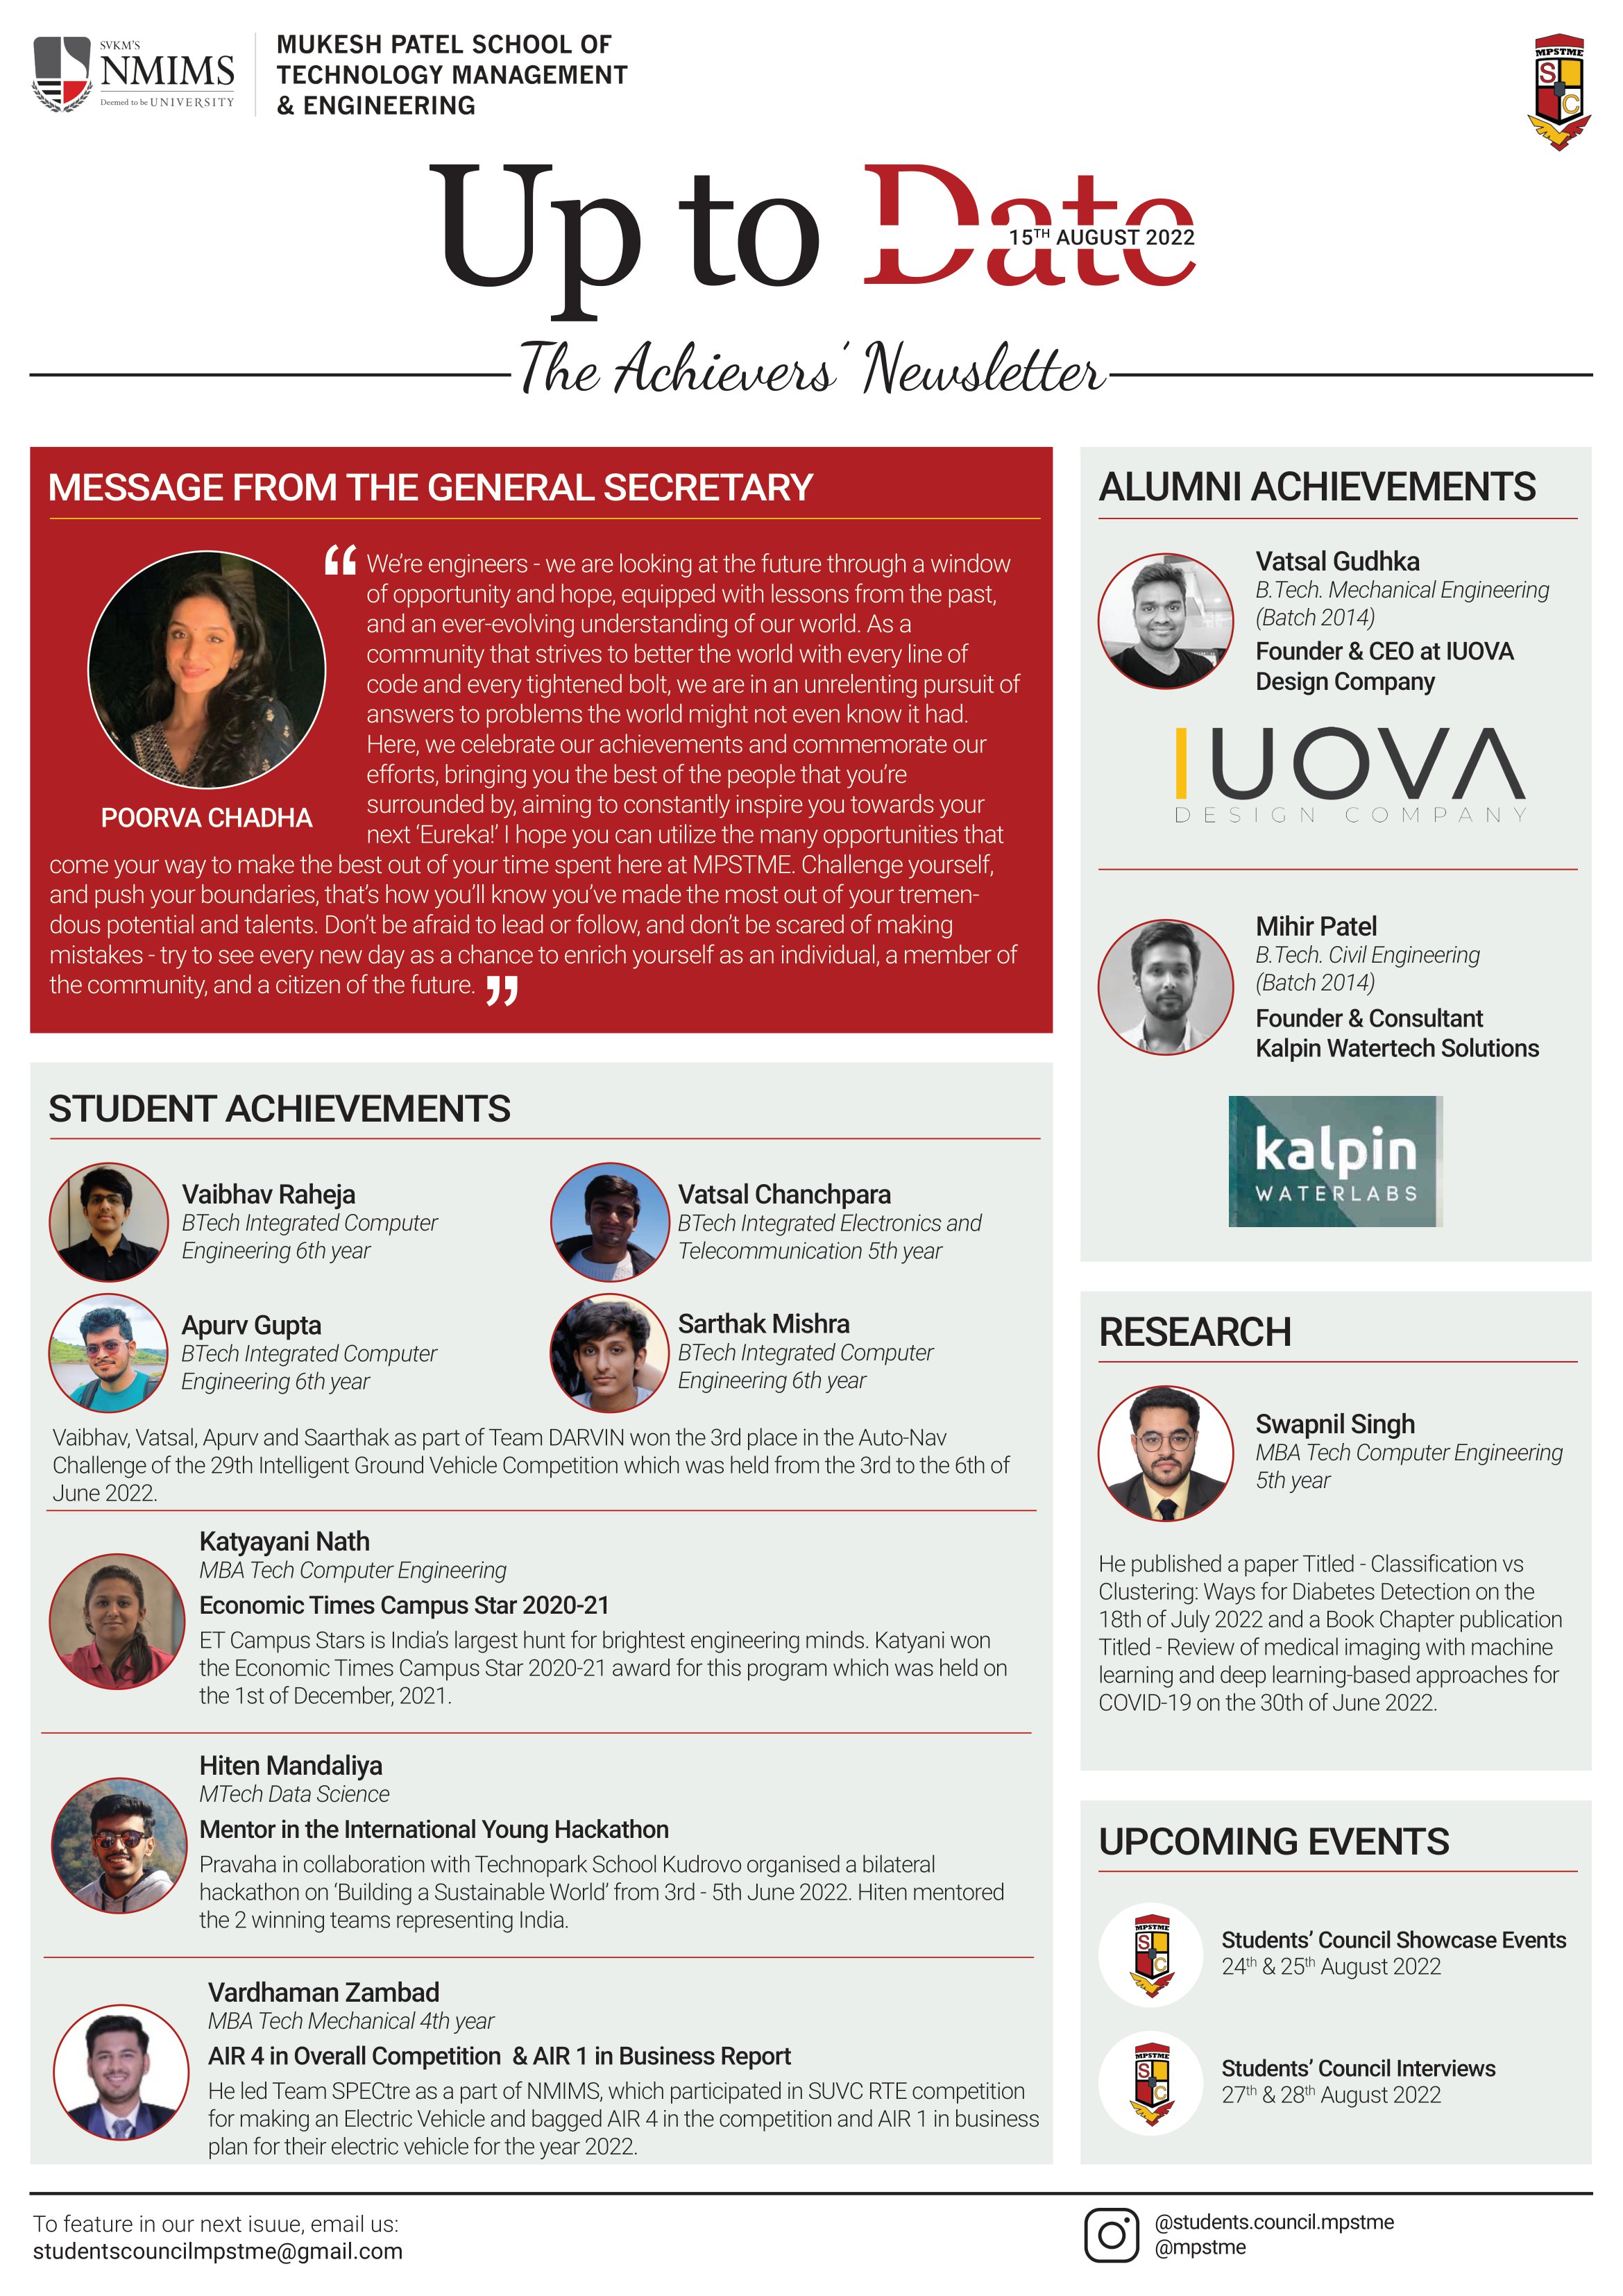 SVKM'S
NMIMS
Deemed to be UNIVERSITY
MUKESH PATEL SCHOOL OF
TECHNOLOGY MANAGEMENT
& ENGINEERING
MPSTME
S
C
Up to Date
15TH AUGUST 2022
The Achievers' Newsletter
MESSAGE FROM THE GENERAL SECRETARY
“ We're engineers - we are looking at the future through a window
of opportunity and hope, equipped with lessons from the past,
and an ever-evolving understanding of our world. As a
community that strives to better the world with every line of
code and every tightened bolt, we are in an unrelenting pursuit of
answers to problems the world might not even know it had.
Here, we celebrate our achievements and commemorate our
efforts, bringing you the best of the people that you're
surrounded by, aiming to constantly inspire you towards your
next 'Eureka!' I hope you can utilize the many opportunities that
come your way to make the best out of your time spent here at MPSTME. Challenge yourself,
and push your boundaries, that's how you'll know you've made the most out of your tremen-
dous potential and talents. Don't be afraid to lead or follow, and don't be scared of making
mistakes - try to see every new day as a chance to enrich yourself as an individual, a member of
the community, and a citizen of the future. ”
POORVA CHADHA
STUDENT ACHIEVEMENTS
Vaibhav Raheja
BTech Integrated Computer
Engineering 6th year
Vatsal Chanchpara
BTech Integrated Electronics and
Telecommunication 5th year
Apurv Gupta
BTech Integrated Computer
Engineering 6th year
Sarthak Mishra
BTech Integrated Computer
Engineering 6th year
Vaibhav, Vatsal, Apurv and Saarthak as part of Team DARVIN won the 3rd place in the Auto-Nav
Challenge of the 29th Intelligent Ground Vehicle Competition which was held from the 3rd to the 6th of
June 2022.
Katyayani Nath
MBA Tech Computer Engineering
Economic Times Campus Star 2020-21
ET Campus Stars is India's largest hunt for brightest engineering minds. Katyani won
the Economic Times Campus Star 2020-21 award for this program which was held on
the 1st of December, 2021.
Hiten Mandaliya
MTech Data Science
Mentor in the International Young Hackathon
Pravaha in collaboration with Technopark School Kudrovo organised a bilateral
hackathon on 'Building a Sustainable World' from 3rd - 5th June 2022. Hiten mentored
the 2 winning teams representing India.
Vardhaman Zambad
MBA Tech Mechanical 4th year
AIR 4 in Overall Competition & AIR 1 in Business Report
He led Team SPECtre as a part of NMIMS, which participated in SUVC RTE competition
for making an Electric Vehicle and bagged AIR 4 in the competition and AIR 1 in business
plan for their electric vehicle for the year 2022.
ALUMNI ACHIEVEMENTS
Vatsal Gudhka
B.Tech. Mechanical Engineering
(Batch 2014)
Founder & CEO at IUOVA
Design Company
IUOVA
DESIGN COMPANY
Mihir Patel
B.Tech. Civil Engineering
(Batch 2014)
Founder & Consultant
Kalpin Watertech Solutions
kalpin
WATERLABS
RESEARCH
Swapnil Singh
MBA Tech Computer Engineering
5th year
He published a paper Titled - Classification vs
Clustering: Ways for Diabetes Detection on the
18th of July 2022 and a Book Chapter publication
Titled - Review of medical imaging with machine
learning and deep learning-based approaches for
COVID-19 on the 30th of June 2022.
UPCOMING EVENTS
MPSTME
S
C
Students' Council Showcase Events
24th & 25th August 2022
MPSTME
S
C
Students' Council Interviews
27th & 28th August 2022
To feature in our next isuue, email us:
studentscouncilmpstme@gmail.com
@students.council.mpstme
@mpstme